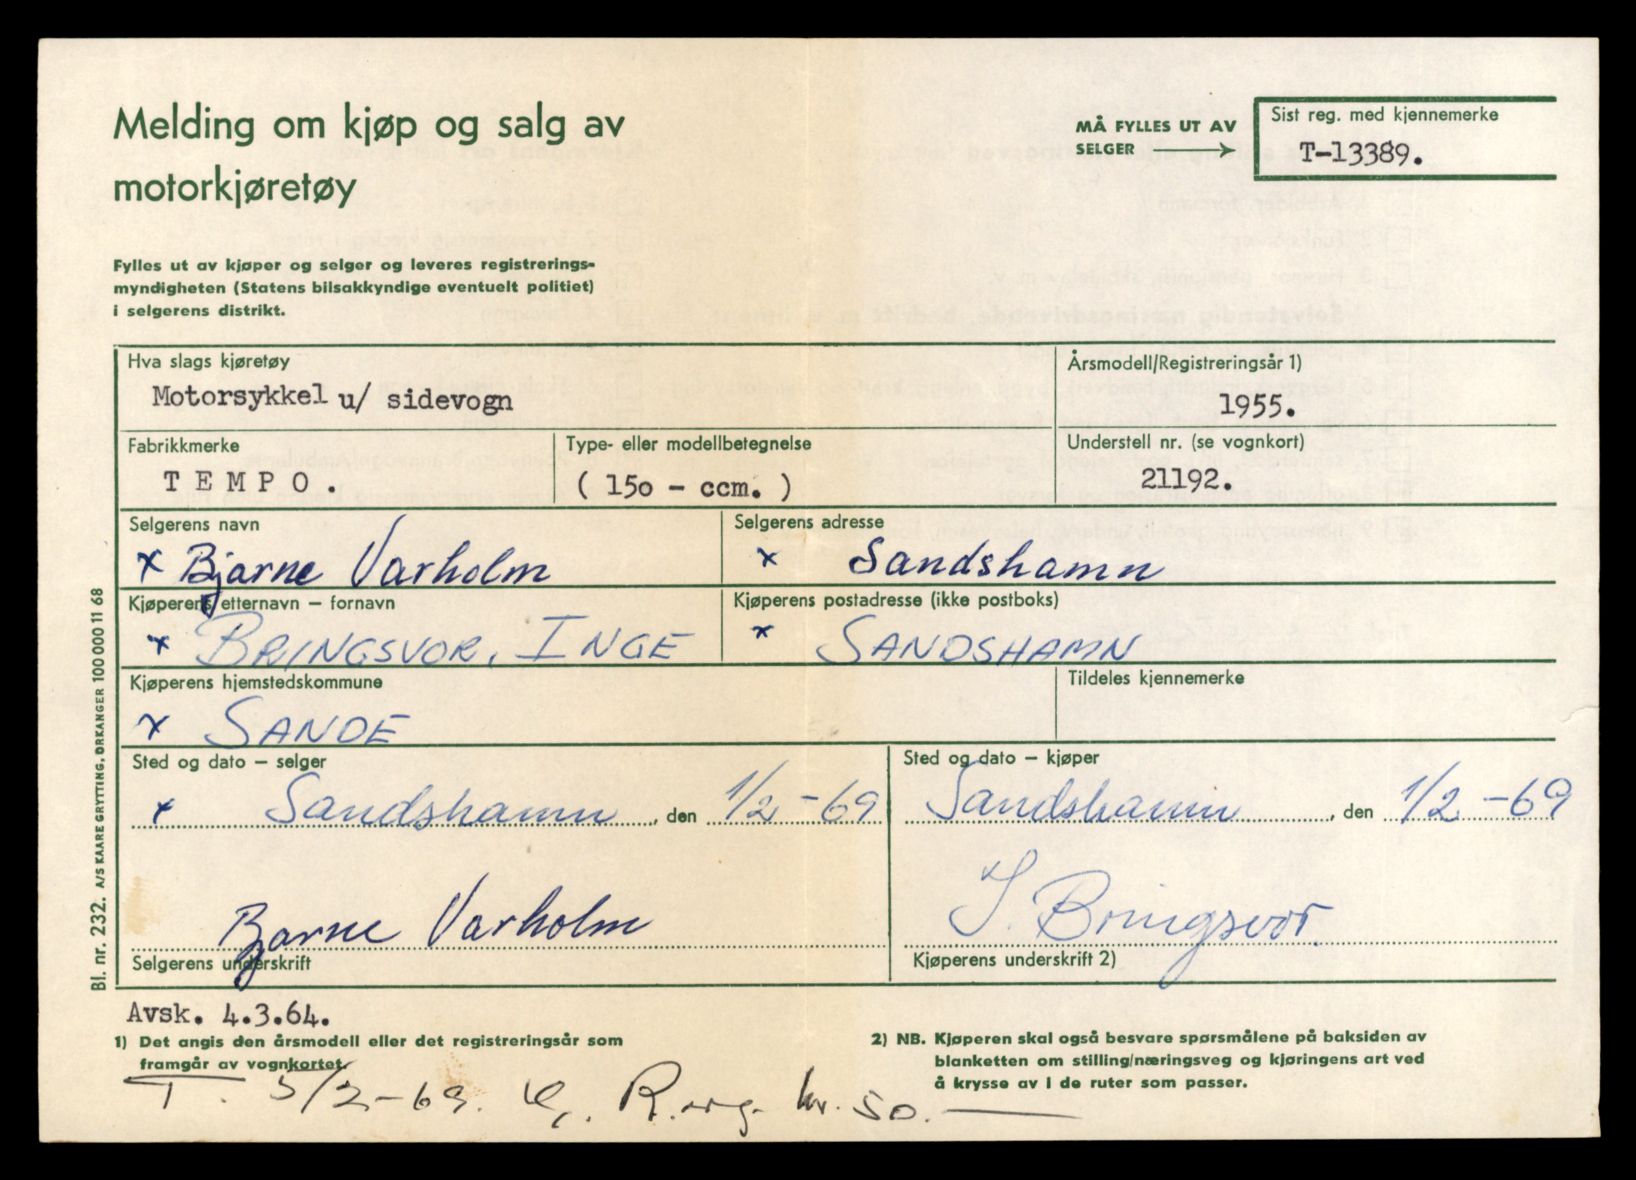 Melding om kjøp og salg av
motorkjøretøy
MÅ FYLLES UT AV
SELGER
Sist reg. med kjennemerke
T-13389.
Fylles ut av kjøper og selger og leveres registrerings-
myndigheten (Statens bilsakkyndige eventuelt politiet)
i selgerens distrikt.
Hva slags kjøretøy
Motorsykkel u/ sidevogn
Årsmodell/Registreringsår 1)
1955.
Fabrikkmerke
T E M P O .
Type- eller modellbetegnelse
( 15o - ccm. )
Understell nr. (se vognkort)
21192.
Selgerens navn
x Bjarne Varholm
Selgerens adresse
x Sandshamn
Kjøperens etternavn – fornavn
x BRINGSVOR, INGE
Kjøperens postadresse (ikke postboks)
x SANDSHAMN
Kjøperens hjemstedskommune
x SANDE
Tildeles kjennemerke
Sted og dato – selger
x Sandshamn, den 1/2 -69
Sted og dato – kjøper
Sandshamn, den 1/2 -69
Bjarne Varholm
Selgerens underskrift
I. Bringsvor.
Kjøperens underskrift 2)
Bl. nr. 232. A/S KAARE GRYTTING, ORKANGER 100 000 11 68
Avsk. 4.3.64.
1) Det angis den årsmodell eller det registreringsår som
framgår av vognkortet.
2) NB. Kjøperen skal også besvare spørsmålene på baksiden av
blanketten om stilling/næringsveg og kjøringens art ved
å krysse av i de ruter som passer.
T. 5/2-69. R.avg. kr. 50.—